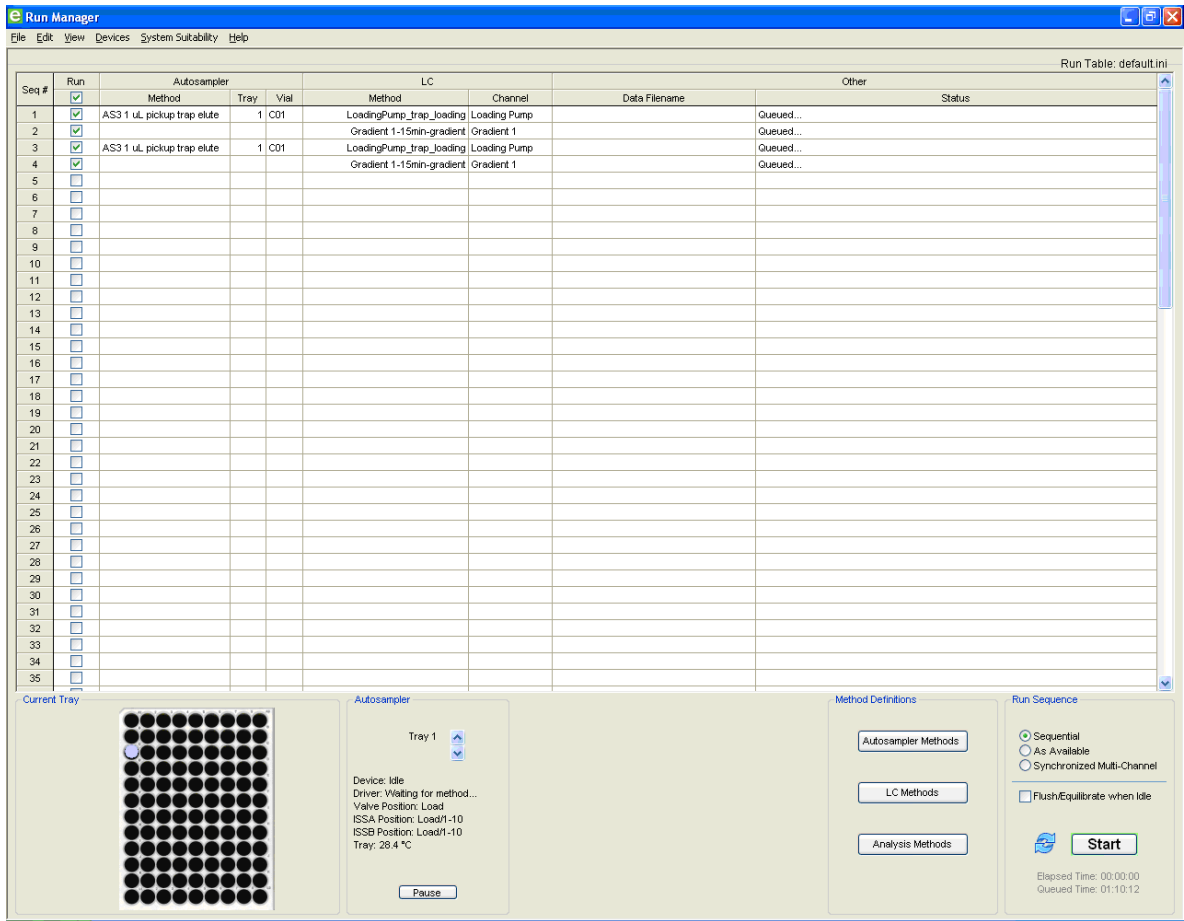 e Run Manager
File Edit View Devices System Suitability Help
Run Table: default.ini
Seq # Run Autosampler LC Other
Method Tray Vial Method Channel Data Filename Status
1 AS3 1 uL pickup trap elute 1 C01 LoadingPump_trap_loading Loading Pump Queued...
2 Gradient 1-15min-gradient Gradient 1 Queued...
3 AS3 1 uL pickup trap elute 1 C01 LoadingPump_trap_loading Loading Pump Queued...
4 Gradient 1-15min-gradient Gradient 1 Queued...
5
6
7
8
9
10
11
12
13
14
15
16
17
18
19
20
21
22
23
24
25
26
27
28
29
30
31
32
33
34
35
Current Tray Autosampler Method Definitions Run Sequence
Tray 1
Device: Idle
Driver: Waiting for method...
Valve Position: Load
ISSA Position: Load/1-10
ISSB Position: Load/1-10
Tray: 28.4 °C
Pause
Autosampler Methods
LC Methods
Analysis Methods
Sequential
As Available
Synchronized Multi-Channel
Flush/Equilibrate when Idle
Start
Elapsed Time: 00:00:00
Queued Time: 01:10:12